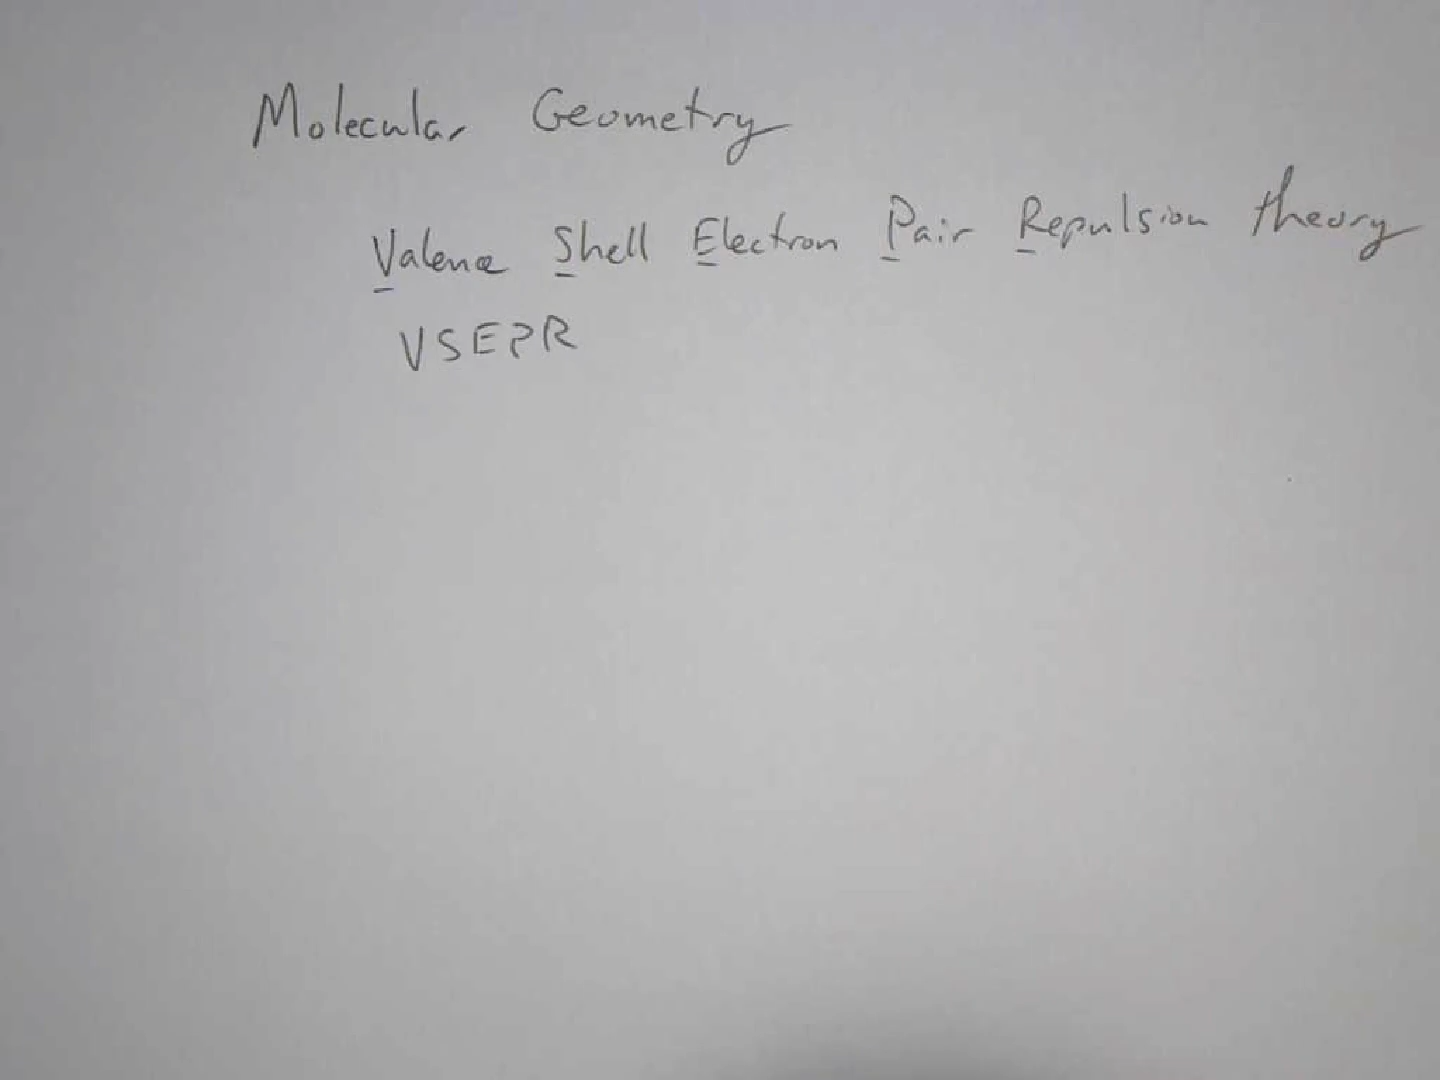 Molecular Geometry
Valence Shell Electron Pair Repulsion theory
VSEPR